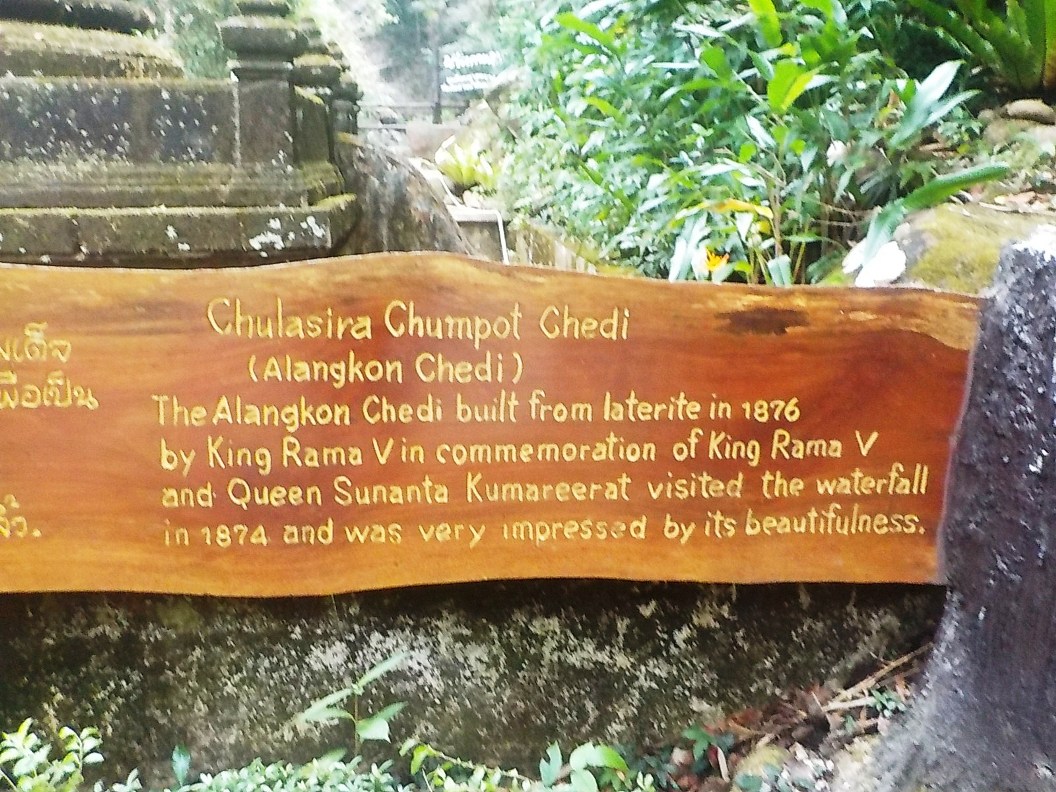 Chulasira Chumpot Chedi
(Alangkon Chedi)
The Alangkon Chedi built from laterite in 1876
by King Rama V in commemoration of King Rama V
and Queen Sunanta Kumareerat visited the waterfall
in 1874 and was very impressed by its beautifulness.